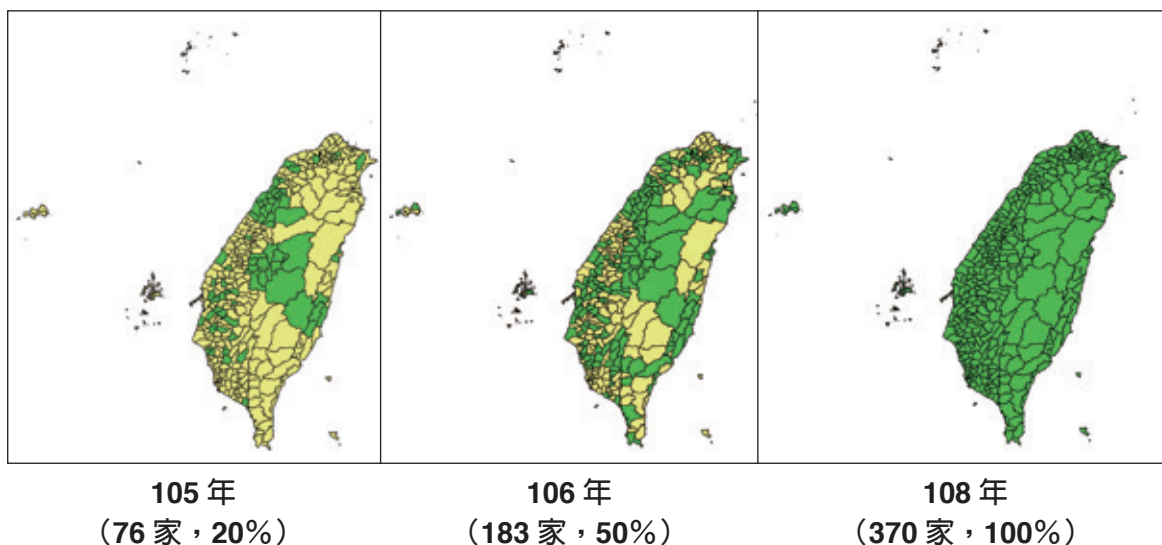 105 年
(76 家，20%)
106 年
(183 家，50%)
108 年
(370 家，100%)